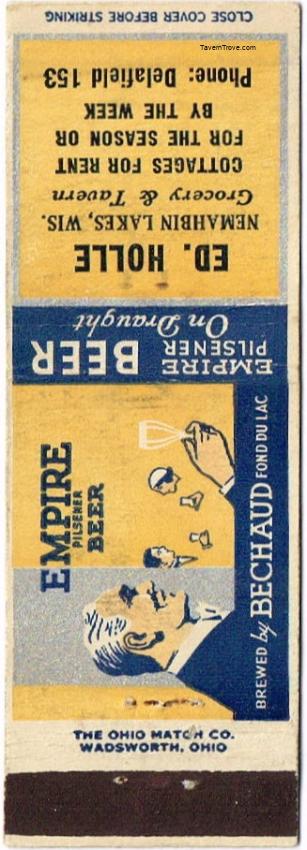 CLOSE COVER BEFORE STRIKING
TavernTrove.com
ED. HOLLE
NEMAHBIN LAKES, WIS.
Grocery & Tavern
COTTAGES FOR RENT
FOR THE SEASON OR
BY THE WEEK
Phone: Delafield 153
EMPIRE
PILSENER
BEER
On Draught
EMPIRE
PILSENER
BEER
BREWED by BECHAUD FOND DU LAC
THE OHIO MATCH CO.
WADSWORTH, OHIO